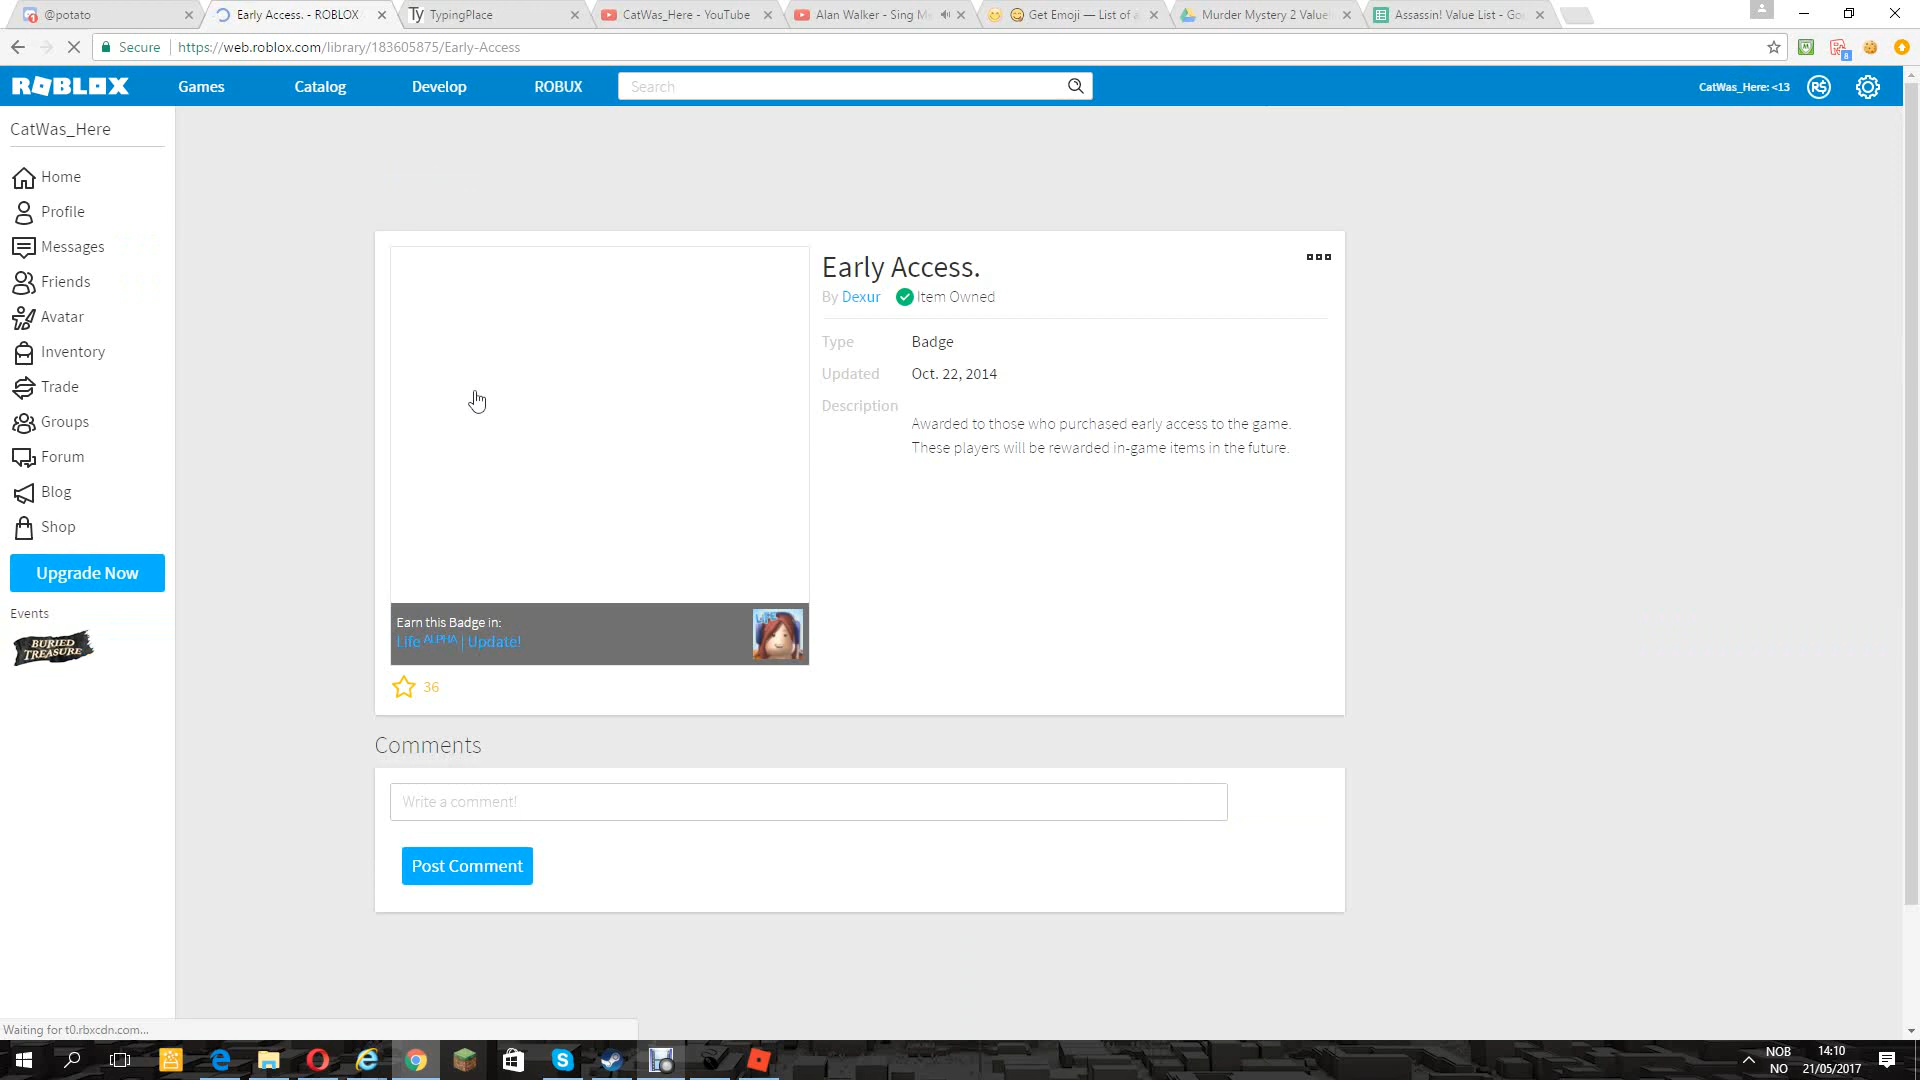 @potato
Early Access. - ROBLOX
Ty TypingPlace
CatWas_Here - YouTube
Alan Walker - Sing Me
Get Emoji — List of a
Murder Mystery 2 Value
Assassin! Value List - Go
Secure
https://web.roblox.com/library/183605875/Early-Access
8
ROBLOX
Games
Catalog
Develop
ROBUX
Search
CatWas_Here: <13
R$
CatWas_Here
Home
Profile
Messages
Friends
Avatar
Inventory
Trade
Groups
Forum
Blog
Shop
Upgrade Now
Events
BURIED
TREASURE
Early Access.
By Dexur Item Owned
Type Badge
Updated Oct. 22, 2014
Description
Awarded to those who purchased early access to the game.
These players will be rewarded in-game items in the future.
Earn this Badge in:
Life ALPHA | Update!
LIFE
36
Comments
Write a comment!
Post Comment
Waiting for t0.rbxcdn.com...
NOB
NO
14:10
21/05/2017